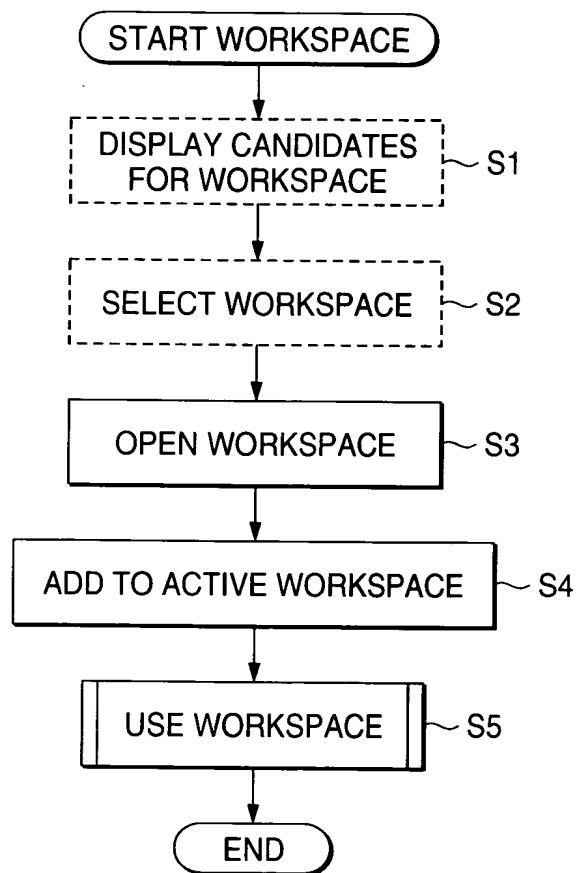 START WORKSPACE
DISPLAY CANDIDATES
FOR WORKSPACE
S1
SELECT WORKSPACE
S2
OPEN WORKSPACE
S3
ADD TO ACTIVE WORKSPACE
S4
USE WORKSPACE
S5
END